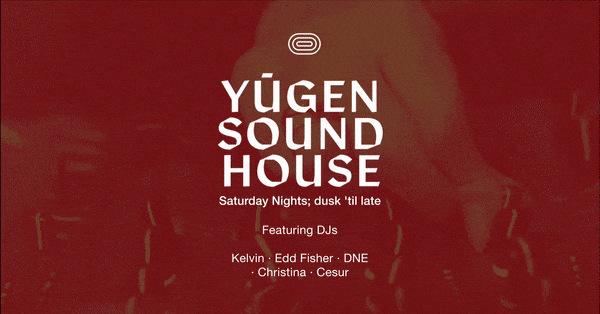 YŪGEN
SOUND
HOUSE
Saturday Nights; dusk 'til late
Featuring DJs
Kelvin · Edd Fisher · DNE
· Christina · Cesur